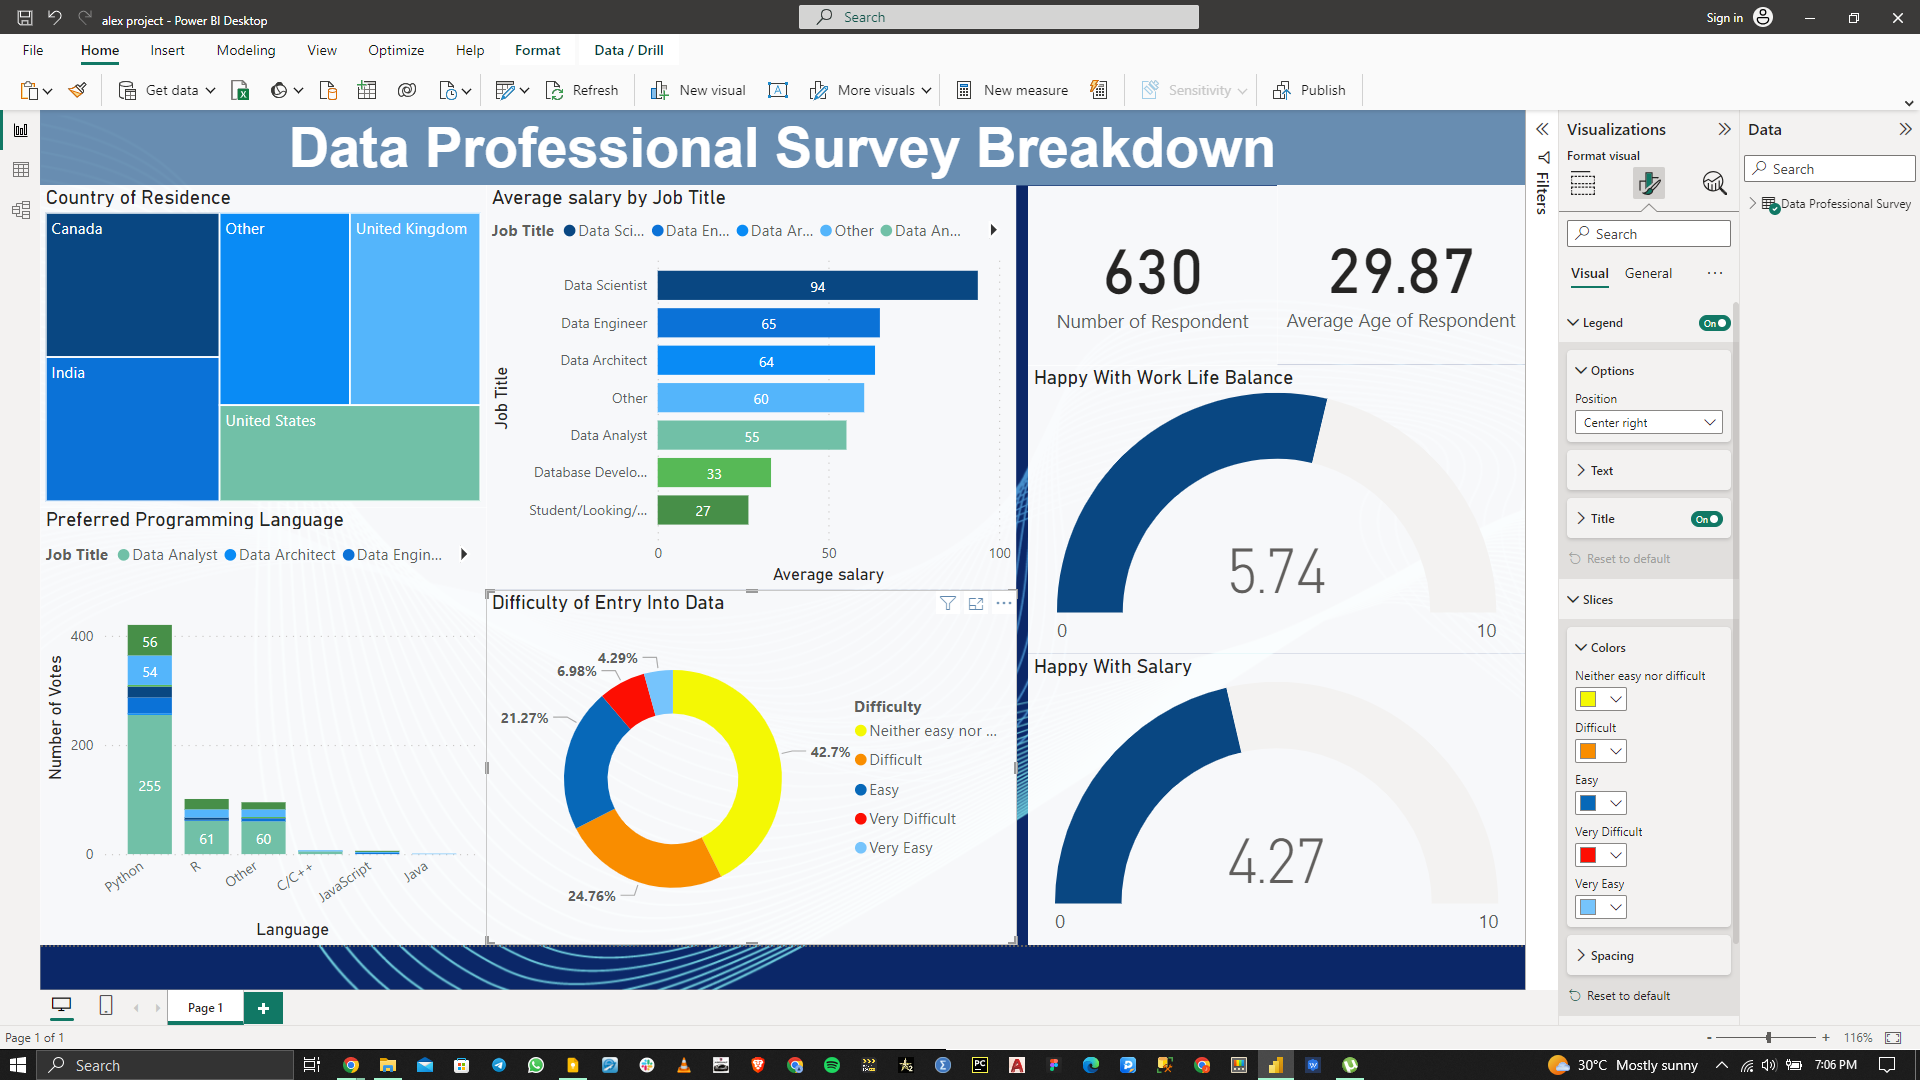 alex project - Power BI Desktop
Search
Sign in
File Home Insert Modeling View Optimize Help Format Data / Drill
Get data Refresh New visual More visuals New measure Sensitivity Publish
Data Professional Survey Breakdown
Country of Residence
Canada
Other
United Kingdom
India
United States
Average salary by Job Title
Job Title Data Sci... Data En... Data Ar... Other Data An...
Job Title
Data Scientist 94
Data Engineer 65
Data Architect 64
Other 60
Data Analyst 55
Database Develo... 33
Student/Looking/... 27
0 50 100
Average salary
630
Number of Respondent
29.87
Average Age of Respondent
Happy With Work Life Balance
5.74
0 10
Happy With Salary
4.27
0 10
Preferred Programming Language
Job Title Data Analyst Data Architect Data Engin...
Number of Votes
400
200
0
56
54
255
61
60
Python R Other C/C++ JavaScript Java
Language
Difficulty of Entry Into Data
4.29%
6.98%
21.27%
42.7%
24.76%
Difficulty
Neither easy nor ...
Difficult
Easy
Very Difficult
Very Easy
Filters
Visualizations
Format visual
Search
Visual General
Legend On
Options
Position
Center right
Text
Title On
Reset to default
Slices
Colors
Neither easy nor difficult
Difficult
Easy
Very Difficult
Very Easy
Spacing
Reset to default
Data
Search
Data Professional Survey
Page 1
Page 1 of 1
- + 116%
Search
30°C Mostly sunny
7:06 PM